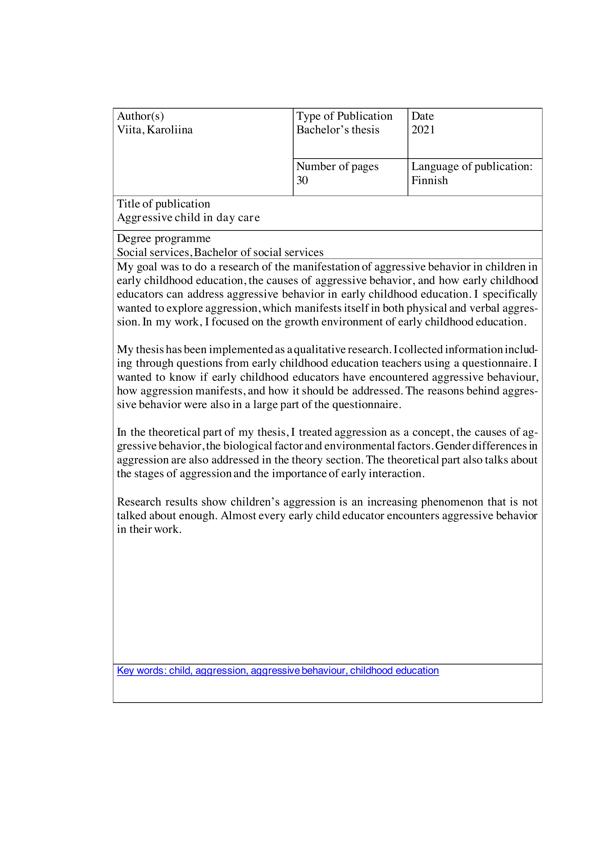 Author(s)
Viita, Karoliina
Type of Publication
Bachelor's thesis
Date
2021
Number of pages
30
Language of publication:
Finnish
Title of publication
Aggressive child in day care
Degree programme
Social services, Bachelor of social services
My goal was to do a research of the manifestation of aggressive behavior in children in
early childhood education, the causes of aggressive behavior, and how early childhood
educators can address aggressive behavior in early childhood education. I specifically
wanted to explore aggression, which manifests itself in both physical and verbal aggres-
sion. In my work, I focused on the growth environment of early childhood education.
My thesis has been implemented as a qualitative research. I collected information includ-
ing through questions from early childhood education teachers using a questionnaire. I
wanted to know if early childhood educators have encountered aggressive behaviour,
how aggression manifests, and how it should be addressed. The reasons behind aggres-
sive behavior were also in a large part of the questionnaire.
In the theoretical part of my thesis, I treated aggression as a concept, the causes of ag-
gressive behavior, the biological factor and environmental factors. Gender differences in
aggression are also addressed in the theory section. The theoretical part also talks about
the stages of aggression and the importance of early interaction.
Research results show children's aggression is an increasing phenomenon that is not
talked about enough. Almost every early child educator encounters aggressive behavior
in their work.
Key words: child, aggression, aggressive behaviour, childhood education